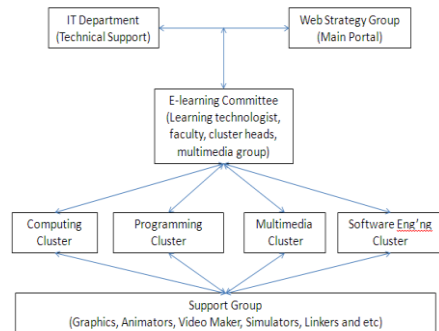 IT Department
(Technical Support)
Web Strategy Group
(Main Portal)
E-learning Committee
(Learning technologist,
faculty, cluster heads,
multimedia group)
Computing
Cluster
Programming
Cluster
Multimedia
Cluster
Software Eng'ng
Cluster
Support Group
(Graphics, Animators, Video Maker, Simulators, Linkers and etc)